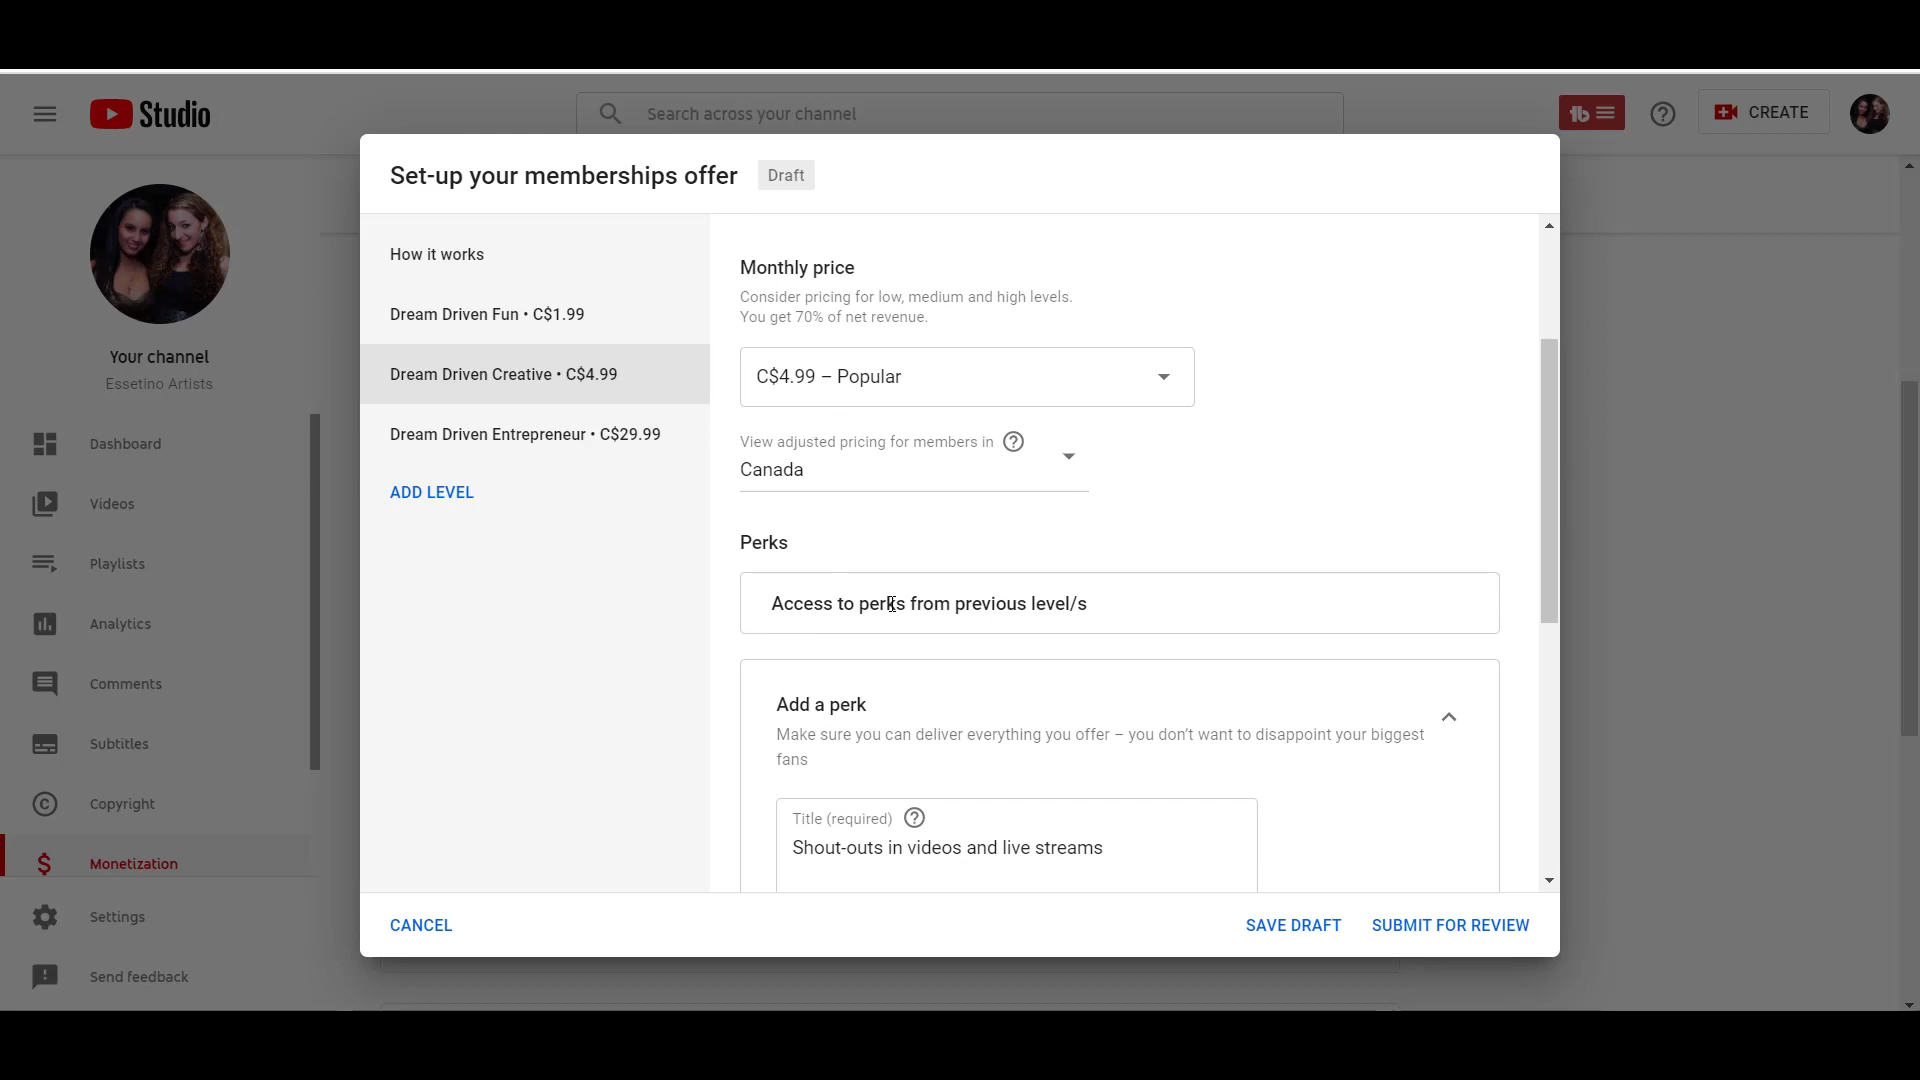 Studio
Search across your channel
CREATE
Set-up your memberships offer
Draft
Your channel
Essetino Artists
Dashboard
Videos
Playlists
Analytics
Comments
Subtitles
Copyright
Monetization
Settings
Send feedback
How it works
Dream Driven Fun • C$1.99
Dream Driven Creative • C$4.99
Dream Driven Entrepreneur • C$29.99
ADD LEVEL
Monthly price
Consider pricing for low, medium and high levels.
You get 70% of net revenue.
C$4.99 – Popular
View adjusted pricing for members in
Canada
Perks
Access to perks from previous level/s
Add a perk
Make sure you can deliver everything you offer – you don't want to disappoint your biggest
fans
Title (required)
Shout-outs in videos and live streams
CANCEL
SAVE DRAFT
SUBMIT FOR REVIEW